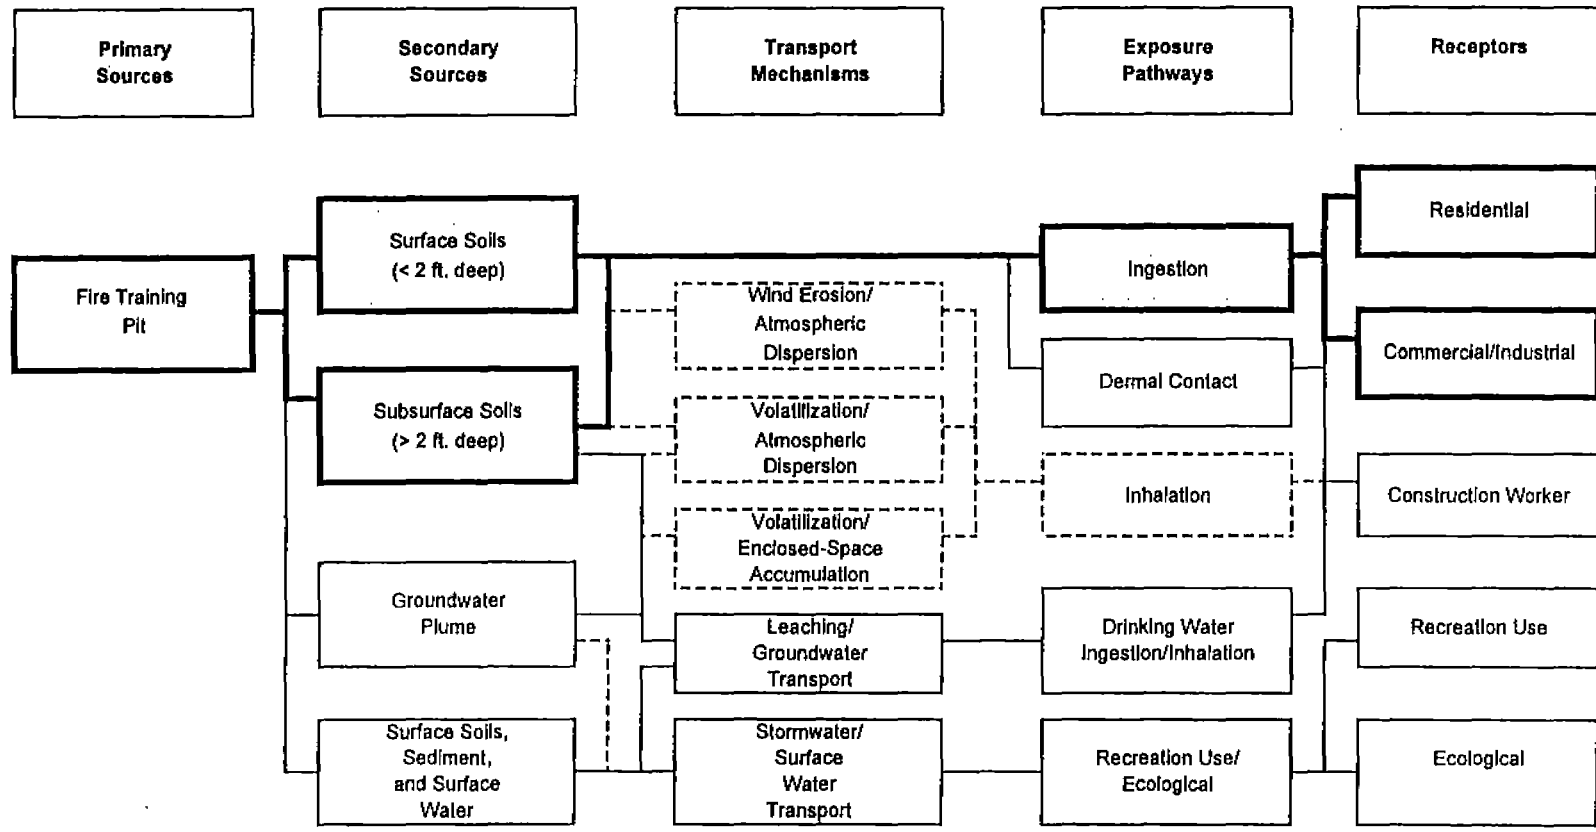 Primary
Sources
Secondary
Sources
Transport
Mechanisms
Exposure
Pathways
Receptors
Fire Training
Pit
Surface Soils
(< 2 ft. deep)
Subsurface Soils
(> 2 ft. deep)
Groundwater
Plume
Surface Soils,
Sediment,
and Surface
Water
Wind Erosion/
Atmospheric
Dispersion
Volatilization/
Atmospheric
Dispersion
Volatilization/
Enclosed-Space
Accumulation
Leaching/
Groundwater
Transport
Stormwater/
Surface
Water
Transport
Ingestion
Dermal Contact
Inhalation
Drinking Water
Ingestion/Inhalation
Recreation Use/
Ecological
Residential
Commercial/Industrial
Construction Worker
Recreation Use
Ecological